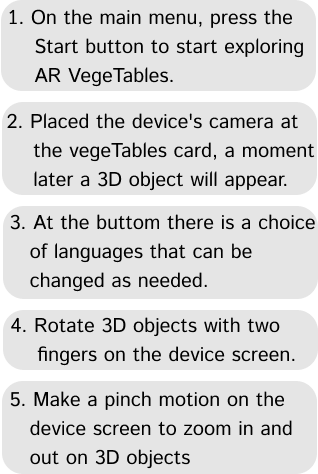 1. On the main menu, press the
Start button to start exploring
AR VegeTables.
2. Placed the device's camera at
the vegeTables card, a moment
later a 3D object will appear.
3. At the buttom there is a choice
of languages that can be
changed as needed.
4. Rotate 3D objects with two
fingers on the device screen.
5. Make a pinch motion on the
device screen to zoom in and
out on 3D objects